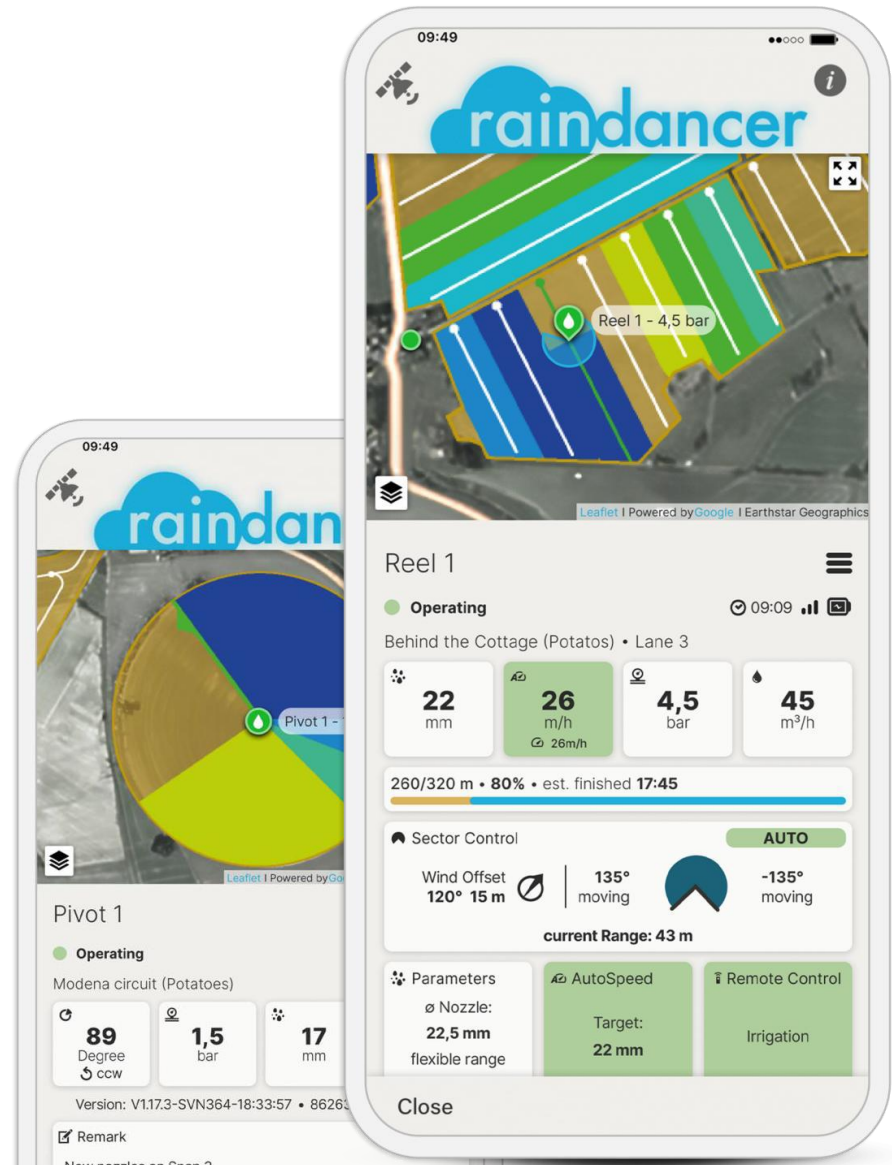 09:49
raindancer
Reel 1 - 4,5 bar
Leaflet I Powered by Google I Earthstar Geographics
Reel 1
Operating
09:09
Behind the Cottage (Potatos) • Lane 3
22
mm
26
m/h
26m/h
4,5
bar
45
m³/h
260/320 m • 80% • est. finished 17:45
Sector Control
AUTO
Wind Offset
120° 15 m
135°
moving
-135°
moving
current Range: 43 m
Parameters
ø Nozzle:
22,5 mm
flexible range
AutoSpeed
Target:
22 mm
Remote Control
Irrigation
Close
09:49
raindan
Pivot 1 -
Leaflet I Powered by Go
Pivot 1
Operating
Modena circuit (Potatoes)
89
Degree
ccw
1,5
bar
17
mm
Version: V1.17.3-SVN364-18:33:57 • 8626
Remark